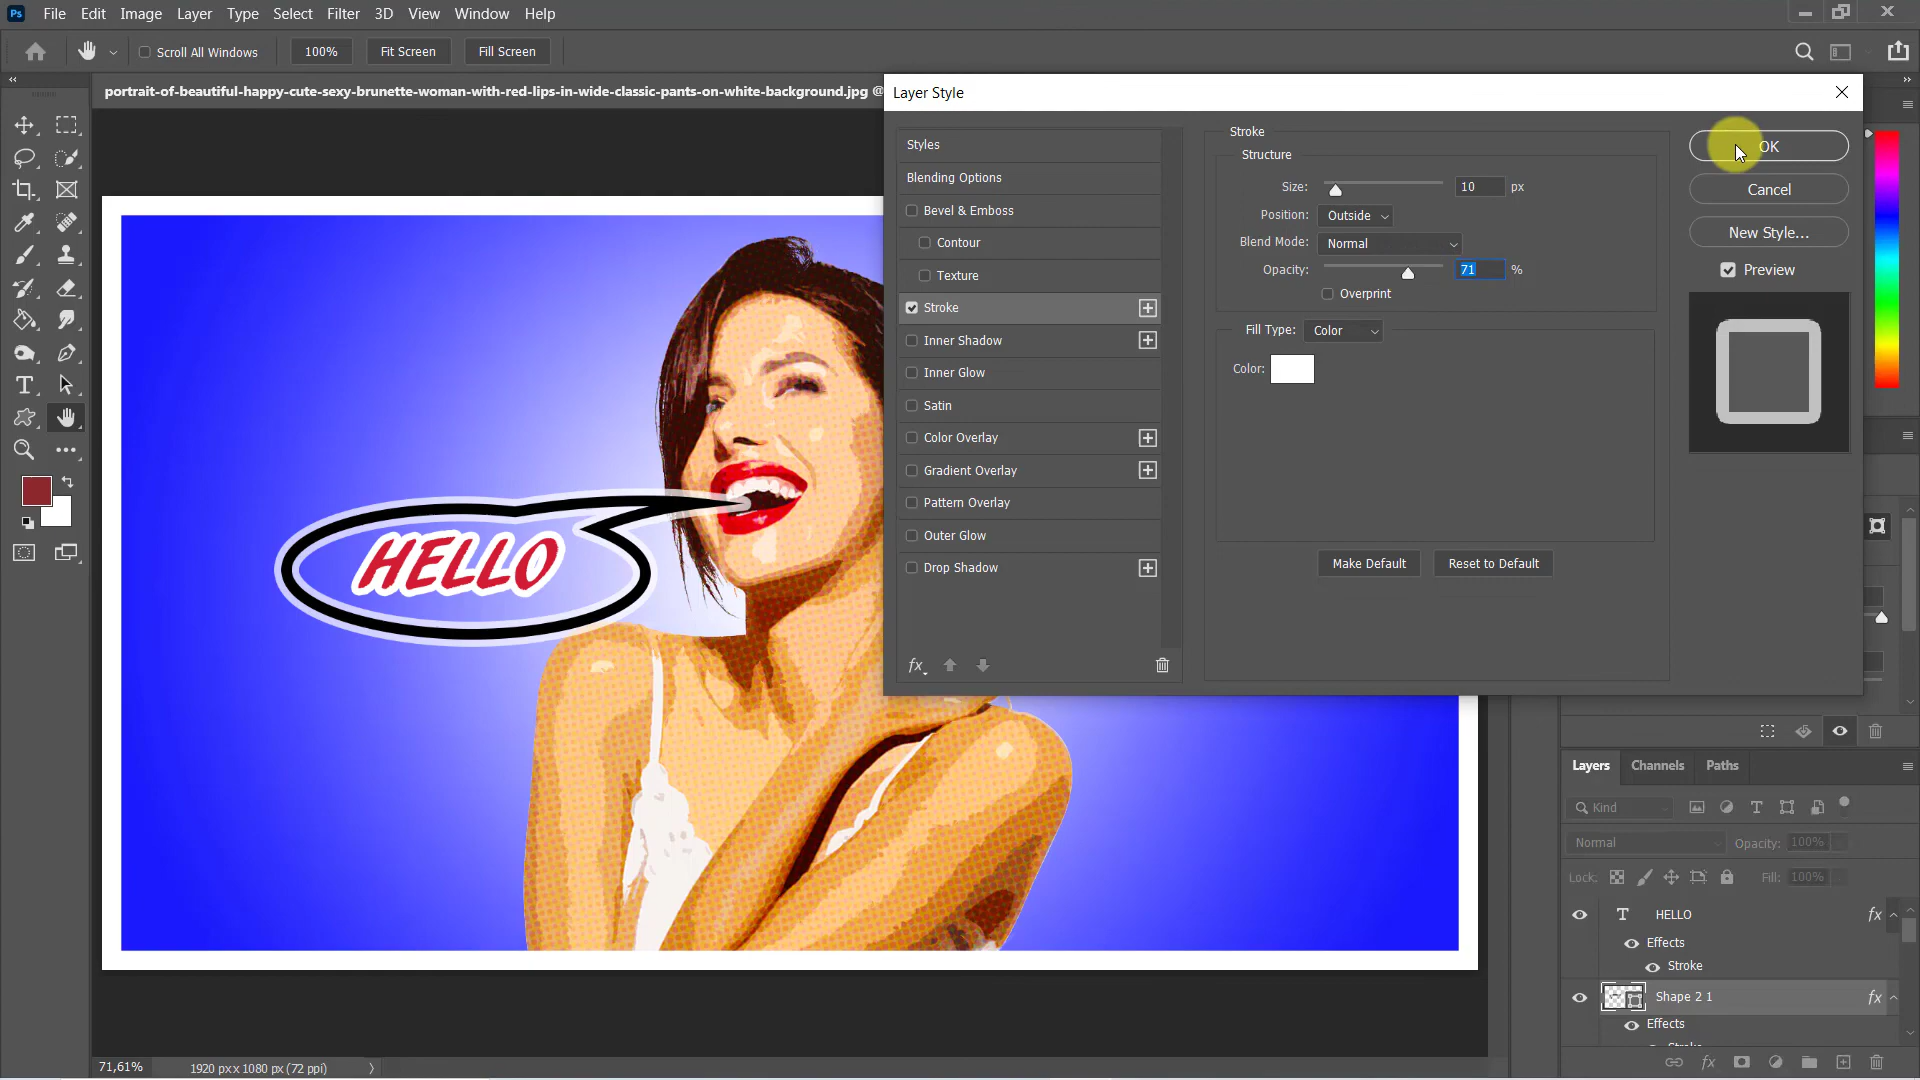 Ps File Edit Image Layer Type Select Filter 3D View Window Help
Scroll All Windows 100% Fit Screen Fill Screen
portrait-of-beautiful-happy-cute-sexy-brunette-woman-with-red-lips-in-wide-classic-pants-on-white-background.jpg @
Layer Style
Styles
Blending Options
Bevel & Emboss
Contour
Texture
Stroke
Inner Shadow
Inner Glow
Satin
Color Overlay
Gradient Overlay
Pattern Overlay
Outer Glow
Drop Shadow
fx
Stroke
Structure
Size: 10 px
Position: Outside
Blend Mode: Normal
Opacity: 71 %
Overprint
Fill Type: Color
Color:
Make Default Reset to Default
OK
Cancel
New Style...
Preview
HELLO
Layers Channels Paths
Kind
Normal Opacity: 100%
Lock: Fill: 100%
HELLO fx
Effects
Stroke
Shape 2 1 fx
Effects
Stroke
fx
71,61% 1920 px x 1080 px (72 ppi)